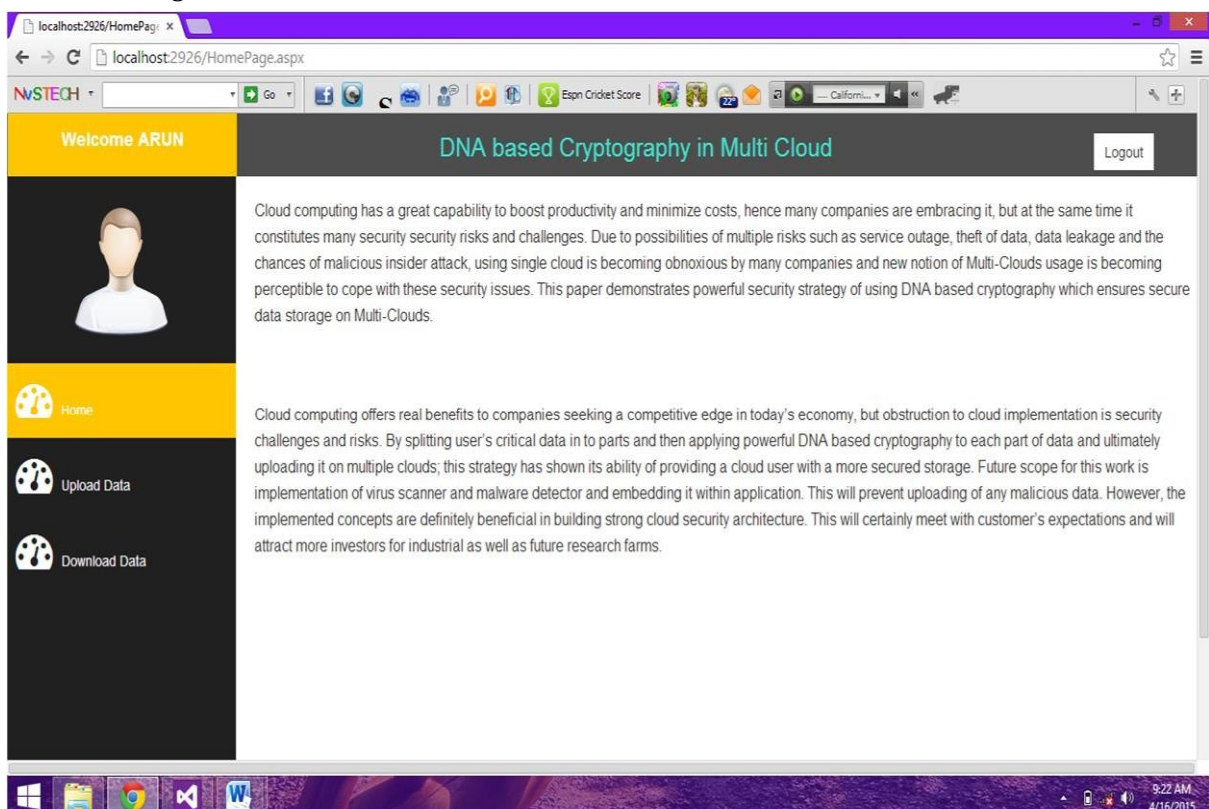 localhost:2926/HomePag
localhost:2926/HomePage.aspx
NVSTECH
Go
Espn Cricket Score
22°
Californi...
Welcome ARUN
DNA based Cryptography in Multi Cloud
Logout
Cloud computing has a great capability to boost productivity and minimize costs, hence many companies are embracing it, but at the same time it
constitutes many security security risks and challenges. Due to possibilities of multiple risks such as service outage, theft of data, data leakage and the
chances of malicious insider attack, using single cloud is becoming obnoxious by many companies and new notion of Multi-Clouds usage is becoming
perceptible to cope with these security issues. This paper demonstrates powerful security strategy of using DNA based cryptography which ensures secure
data storage on Multi-Clouds.
Home
Upload Data
Download Data
Cloud computing offers real benefits to companies seeking a competitive edge in today's economy, but obstruction to cloud implementation is security
challenges and risks. By splitting user's critical data in to parts and then applying powerful DNA based cryptography to each part of data and ultimately
uploading it on multiple clouds; this strategy has shown its ability of providing a cloud user with a more secured storage. Future scope for this work is
implementation of virus scanner and malware detector and embedding it within application. This will prevent uploading of any malicious data. However, the
implemented concepts are definitely beneficial in building strong cloud security architecture. This will certainly meet with customer's expectations and will
attract more investors for industrial as well as future research farms.
9:22 AM
4/16/2015